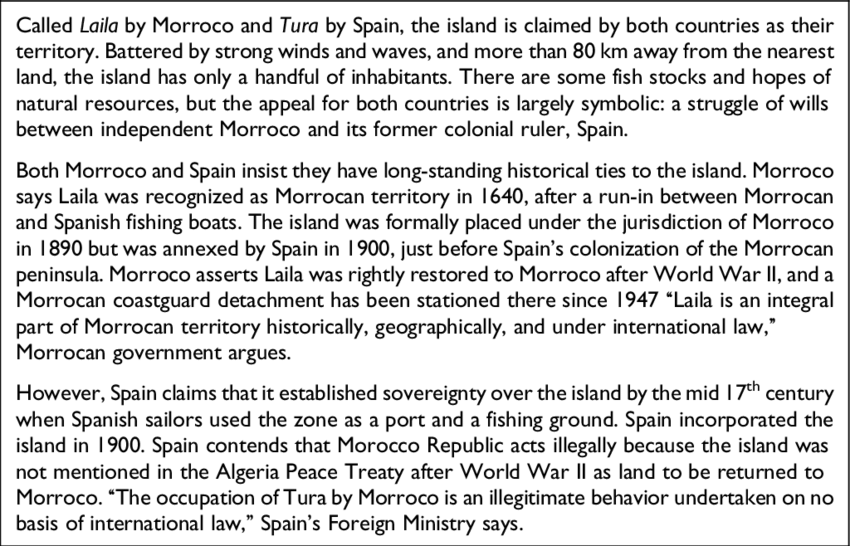 Called Laila by Morroco and Tura by Spain, the island is claimed by both countries as their
territory. Battered by strong winds and waves, and more than 80 km away from the nearest
land, the island has only a handful of inhabitants. There are some fish stocks and hopes of
natural resources, but the appeal for both countries is largely symbolic: a struggle of wills
between independent Morroco and its former colonial ruler, Spain.
Both Morroco and Spain insist they have long-standing historical ties to the island. Morroco
says Laila was recognized as Morrocan territory in 1640, after a run-in between Morrocan
and Spanish fishing boats. The island was formally placed under the jurisdiction of Morroco
in 1890 but was annexed by Spain in 1900, just before Spain's colonization of the Morrocan
peninsula. Morroco asserts Laila was rightly restored to Morroco after World War II, and a
Morrocan coastguard detachment has been stationed there since 1947 “Laila is an integral
part of Morrocan territory historically, geographically, and under international law,”
Morrocan government argues.
However, Spain claims that it established sovereignty over the island by the mid 17th century
when Spanish sailors used the zone as a port and a fishing ground. Spain incorporated the
island in 1900. Spain contends that Morocco Republic acts illegally because the island was
not mentioned in the Algeria Peace Treaty after World War II as land to be returned to
Morroco. “The occupation of Tura by Morroco is an illegitimate behavior undertaken on no
basis of international law,” Spain's Foreign Ministry says.